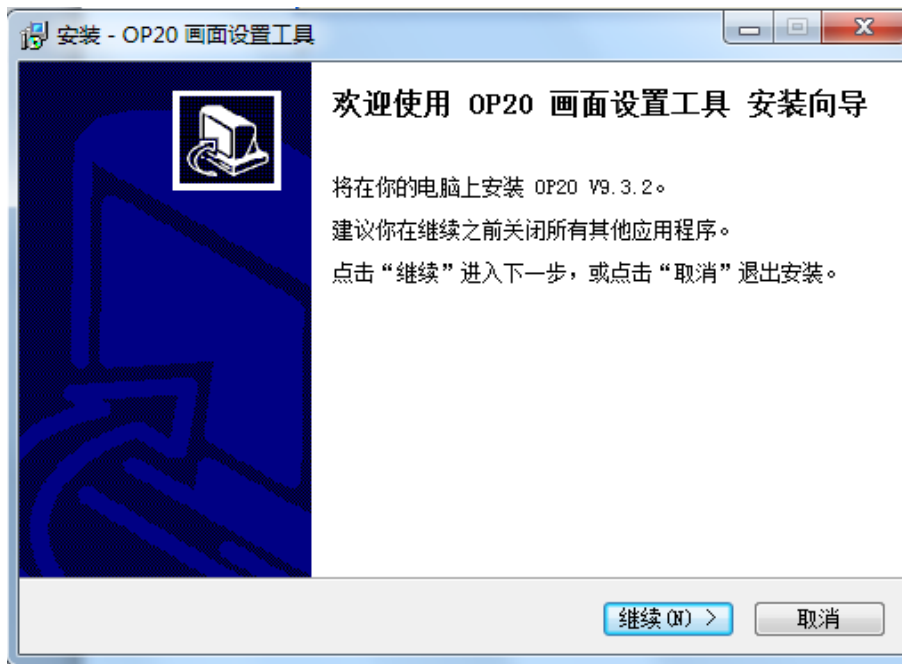 安装 - OP20 画面设置工具
欢迎使用 OP20 画面设置工具 安装向导
将在你的电脑上安装 OP20 V9.3.2。
建议你在继续之前关闭所有其他应用程序。
点击“继续”进入下一步，或点击“取消”退出安装。
继续(N) >
取消